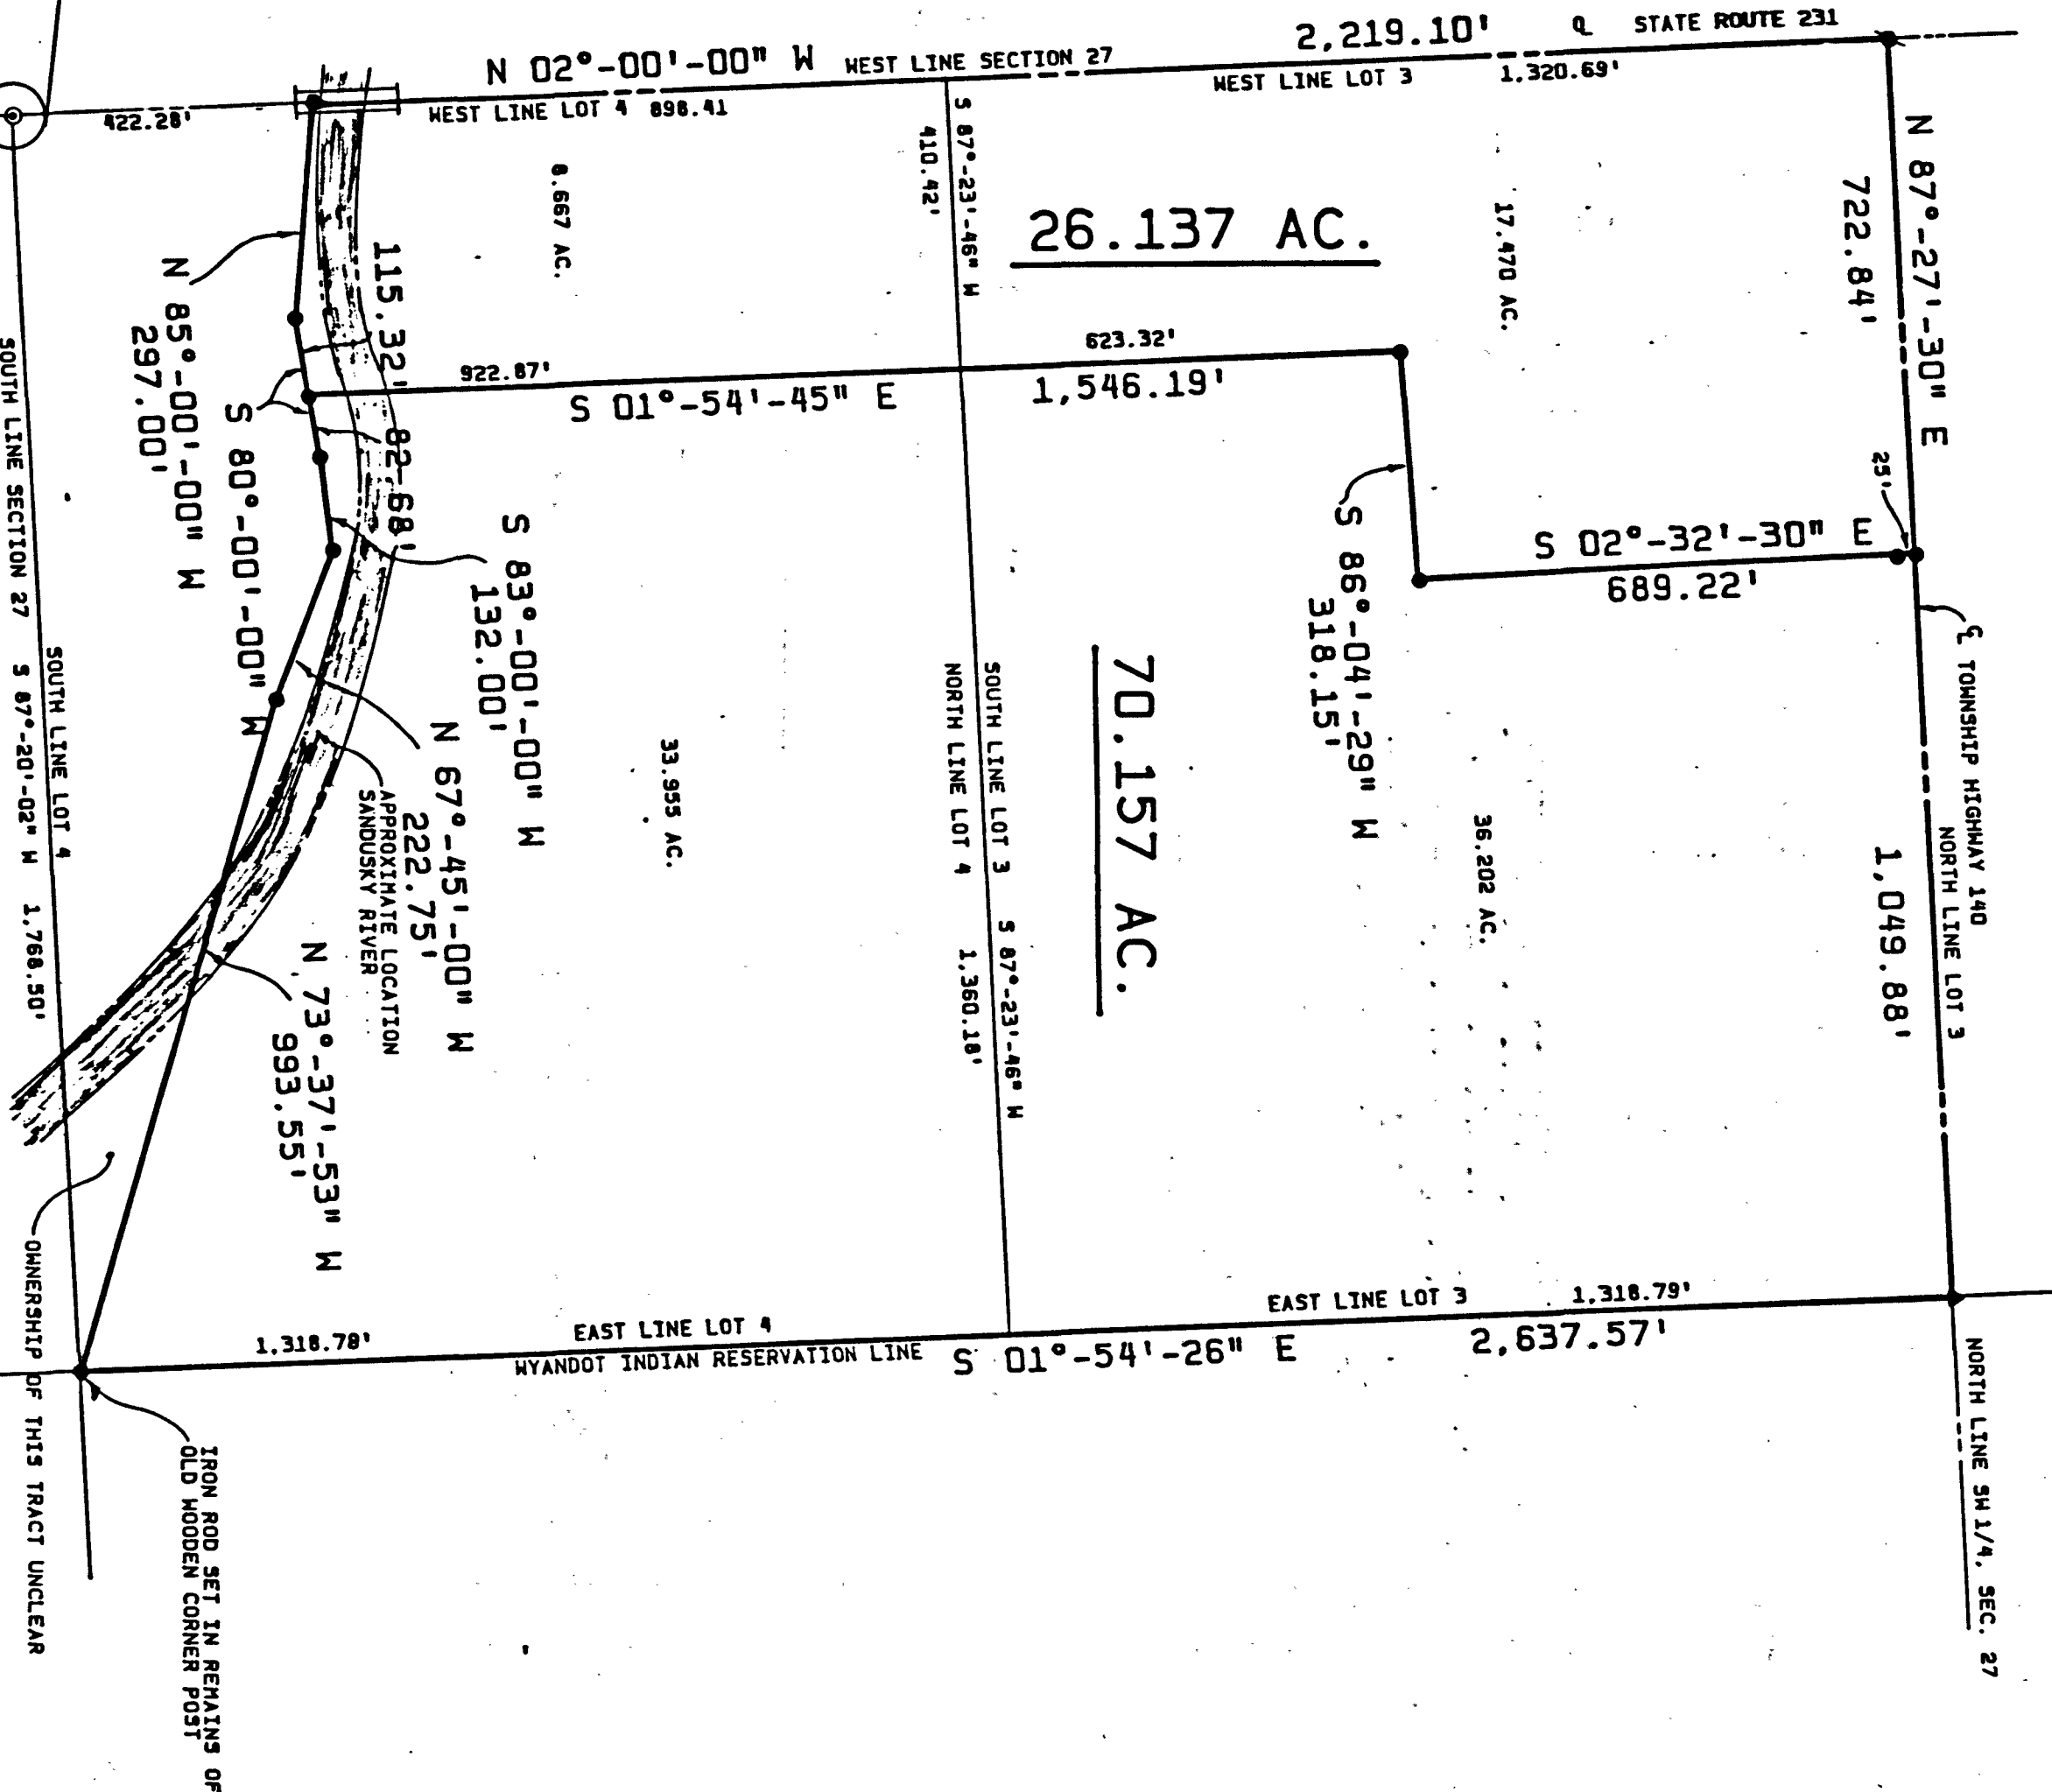 2,219.10'
Q STATE ROUTE 231
N 02°-00'-00" W
WEST LINE SECTION 27
WEST LINE LOT 3
1,320.69'
422.28'
WEST LINE LOT 4 898.41
S 87°-23'-46" W
410.42'
8.667 AC.
26.137 AC.
17.470 AC.
N 87°-27'-30" E
722.84'
115.32'
N 85°-00'-00" W
297.00'
922.87'
623.32'
S 01°-54'-45" E
1,546.19'
25'
S 02°-32'-30" E
689.22'
S 80°-00'-00" W
82.68'
S 83°-00'-00" W
132.00'
S 86°-04'-29" W
318.15'
℄ TOWNSHIP HIGHWAY 140
NORTH LINE LOT 3
1,049.88'
70.157 AC.
SOUTH LINE LOT 3 S 87°-23'-46" W
NORTH LINE LOT 4 1,360.18'
33.955 AC.
36.202 AC.
N 67°-45'-00" W
222.75'
APPROXIMATE LOCATION
SANDUSKY RIVER
N 73°-37'-53" W
993.55'
SOUTH LINE LOT 4
SOUTH LINE SECTION 27 S 87°-20'-02" W 1,768.50'
EAST LINE LOT 3
1,318.79'
1,318.78'
EAST LINE LOT 4
WYANDOT INDIAN RESERVATION LINE
S 01°-54'-26" E
2,637.57'
OWNERSHIP OF THIS TRACT UNCLEAR
IRON ROD SET IN REMAINS OF
OLD WOODEN CORNER POST
NORTH LINE SW 1/4, SEC. 27